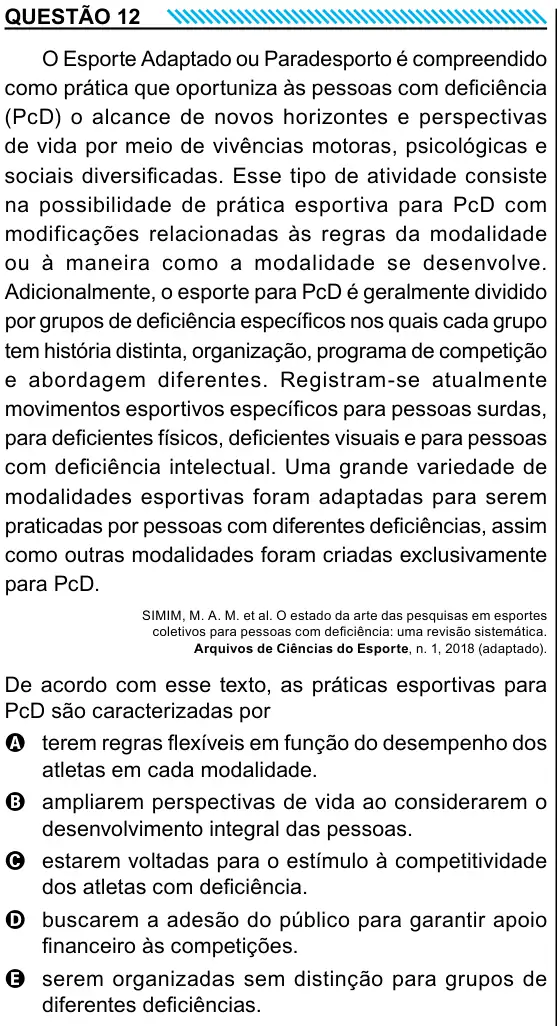 QUESTÃO 12
O Esporte Adaptado ou Paradesporto é compreendido
como prática que oportuniza às pessoas com deficiência
(PcD) o alcance de novos horizontes e perspectivas
de vida por meio de vivências motoras, psicológicas e
sociais diversificadas. Esse tipo de atividade consiste
na possibilidade de prática esportiva para PcD com
modificações relacionadas às regras da modalidade
ou à maneira como a modalidade se desenvolve.
Adicionalmente, o esporte para PcD é geralmente dividido
por grupos de deficiência específicos nos quais cada grupo
tem história distinta, organização, programa de competição
e abordagem diferentes. Registram-se atualmente
movimentos esportivos específicos para pessoas surdas,
para deficientes físicos, deficientes visuais e para pessoas
com deficiência intelectual. Uma grande variedade de
modalidades esportivas foram adaptadas para serem
praticadas por pessoas com diferentes deficiências, assim
como outras modalidades foram criadas exclusivamente
para PcD.
SIMIM, M. A. M. et al. O estado da arte das pesquisas em esportes
coletivos para pessoas com deficiência: uma revisão sistemática.
Arquivos de Ciências do Esporte, n. 1, 2018 (adaptado).
De acordo com esse texto, as práticas esportivas para
PcD são caracterizadas por
A terem regras flexíveis em função do desempenho dos
atletas em cada modalidade.
B ampliarem perspectivas de vida ao considerarem o
desenvolvimento integral das pessoas.
C estarem voltadas para o estímulo à competitividade
dos atletas com deficiência.
D buscarem a adesão do público para garantir apoio
financeiro às competições.
E serem organizadas sem distinção para grupos de
diferentes deficiências.